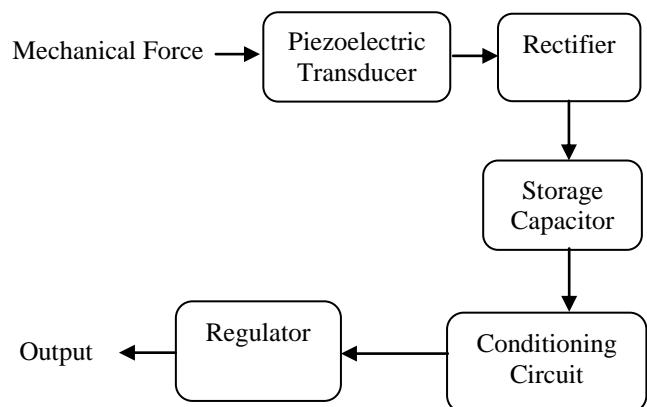 Mechanical Force
Piezoelectric
Transducer
Rectifier
Storage
Capacitor
Conditioning
Circuit
Regulator
Output